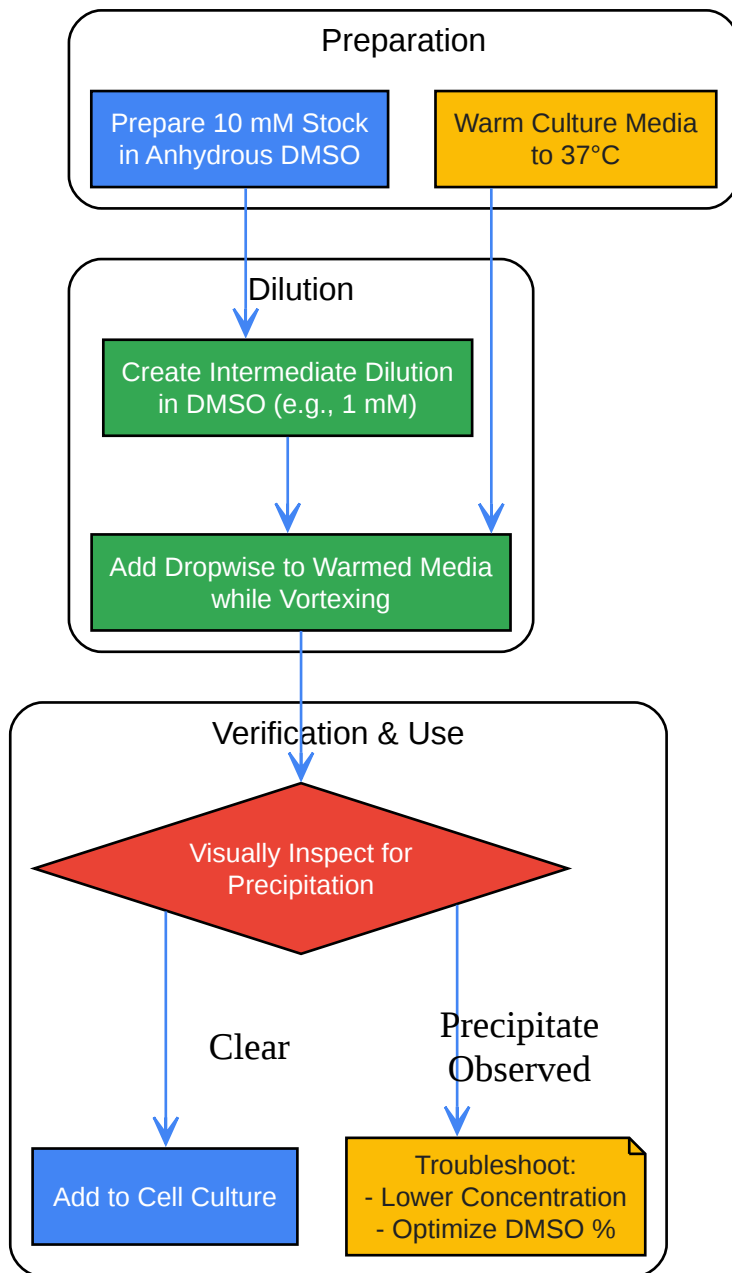 Preparation
Prepare 10 mM Stock
in Anhydrous DMSO
Warm Culture Media
to 37°C
Dilution
Create Intermediate Dilution
in DMSO (e.g., 1 mM)
Add Dropwise to Warmed Media
while Vortexing
Verification & Use
Visually Inspect for
Precipitation
Clear
Precipitate
Observed
Add to Cell Culture
Troubleshoot:
- Lower Concentration
- Optimize DMSO %